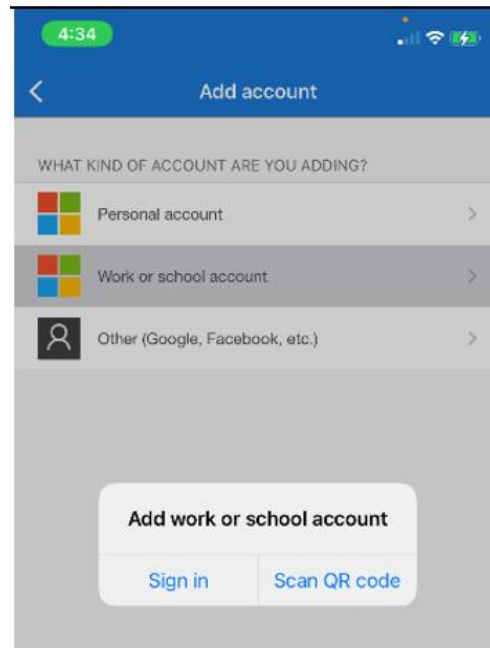 4:34
Add account
WHAT KIND OF ACCOUNT ARE YOU ADDING?
Personal account
Work or school account
Other (Google, Facebook, etc.)
Add work or school account
Sign in Scan QR code